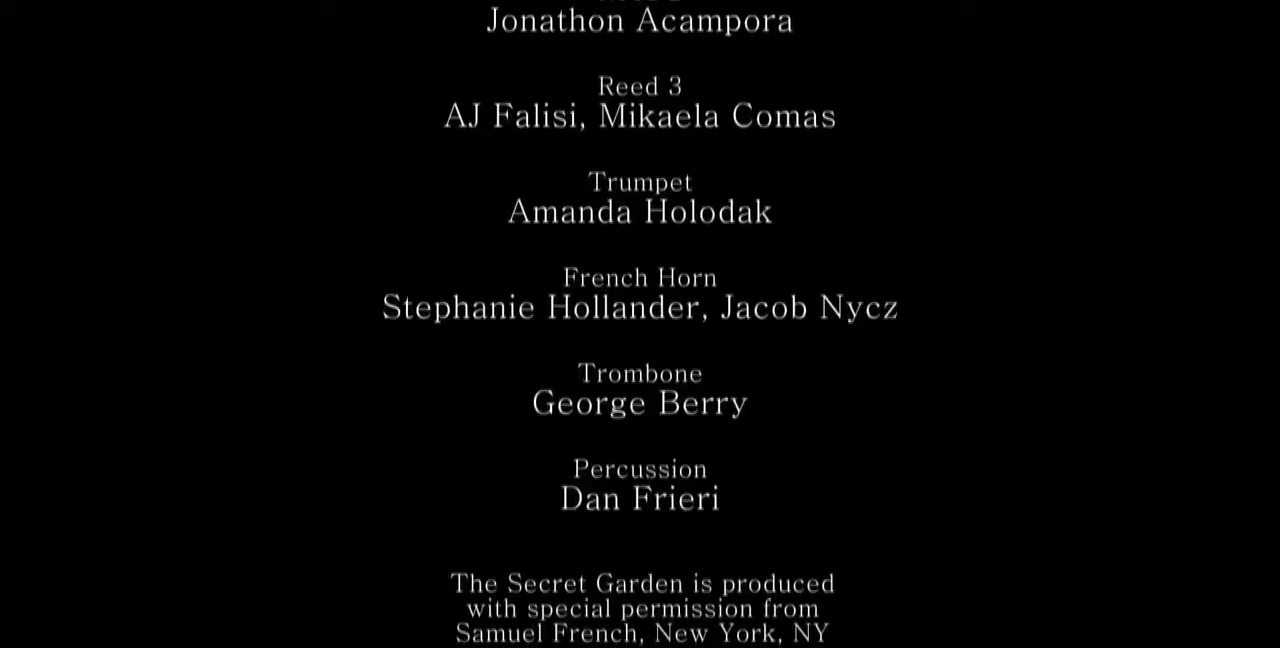 Jonathon Acampora
Reed 3
AJ Falisi, Mikaela Comas
Trumpet
Amanda Holodak
French Horn
Stephanie Hollander, Jacob Nycz
Trombone
George Berry
Percussion
Dan Frieri
The Secret Garden is produced
with special permission from
Samuel French, New York, NY